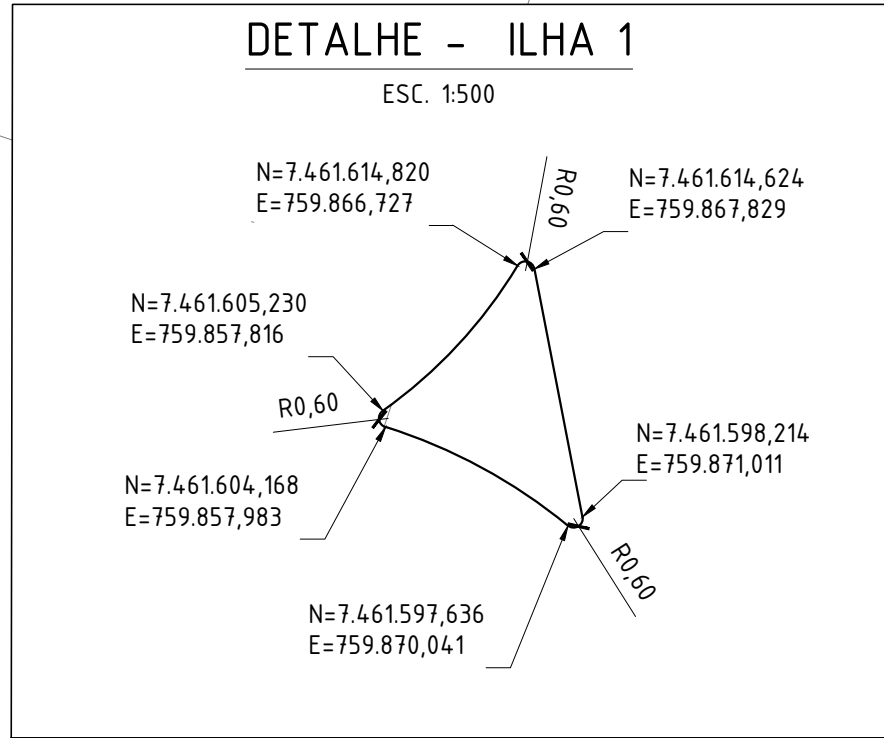 DETALHE - ILHA 1
ESC. 1:500
N=7.461.614,820
E=759.866,727
R0,60
N=7.461.614,624
E=759.867,829
N=7.461.605,230
E=759.857,816
R0,60
N=7.461.604,168
E=759.857,983
N=7.461.598,214
E=759.871,011
R0,60
N=7.461.597,636
E=759.870,041